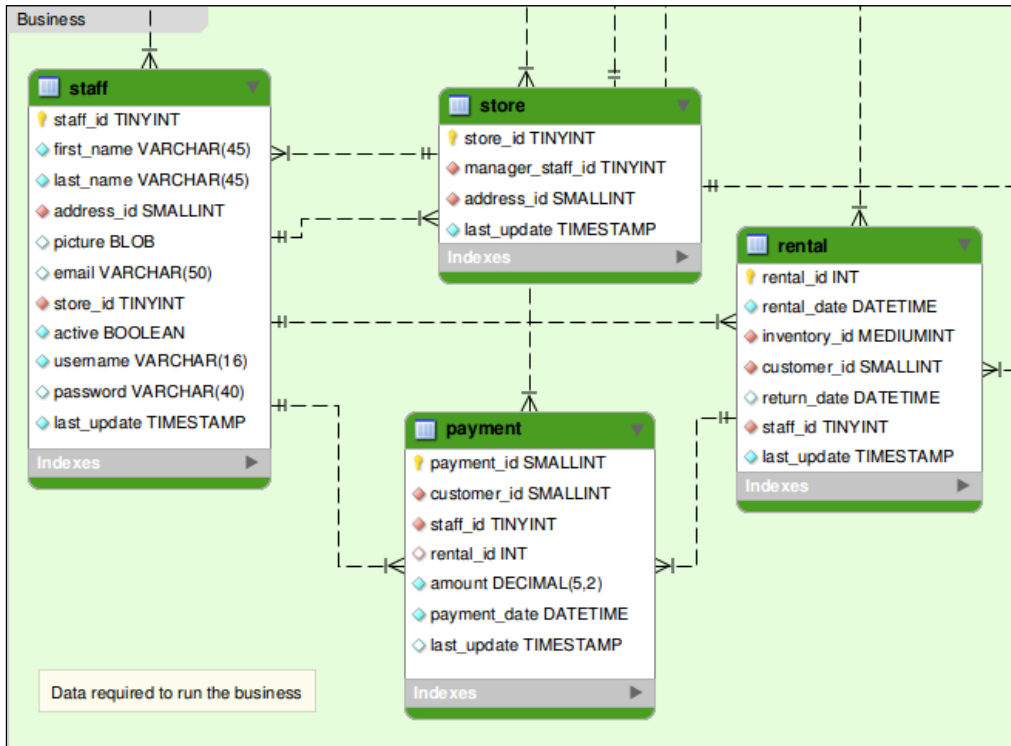 Business
staff
staff_id TINYINT
first_name VARCHAR(45)
last_name VARCHAR(45)
address_id SMALLINT
picture BLOB
email VARCHAR(50)
store_id TINYINT
active BOOLEAN
username VARCHAR(16)
password VARCHAR(40)
last_update TIMESTAMP
Indexes
store
store_id TINYINT
manager_staff_id TINYINT
address_id SMALLINT
last_update TIMESTAMP
Indexes
rental
rental_id INT
rental_date DATETIME
inventory_id MEDIUMINT
customer_id SMALLINT
return_date DATETIME
staff_id TINYINT
last_update TIMESTAMP
Indexes
payment
payment_id SMALLINT
customer_id SMALLINT
staff_id TINYINT
rental_id INT
amount DECIMAL(5,2)
payment_date DATETIME
last_update TIMESTAMP
Indexes
Data required to run the business